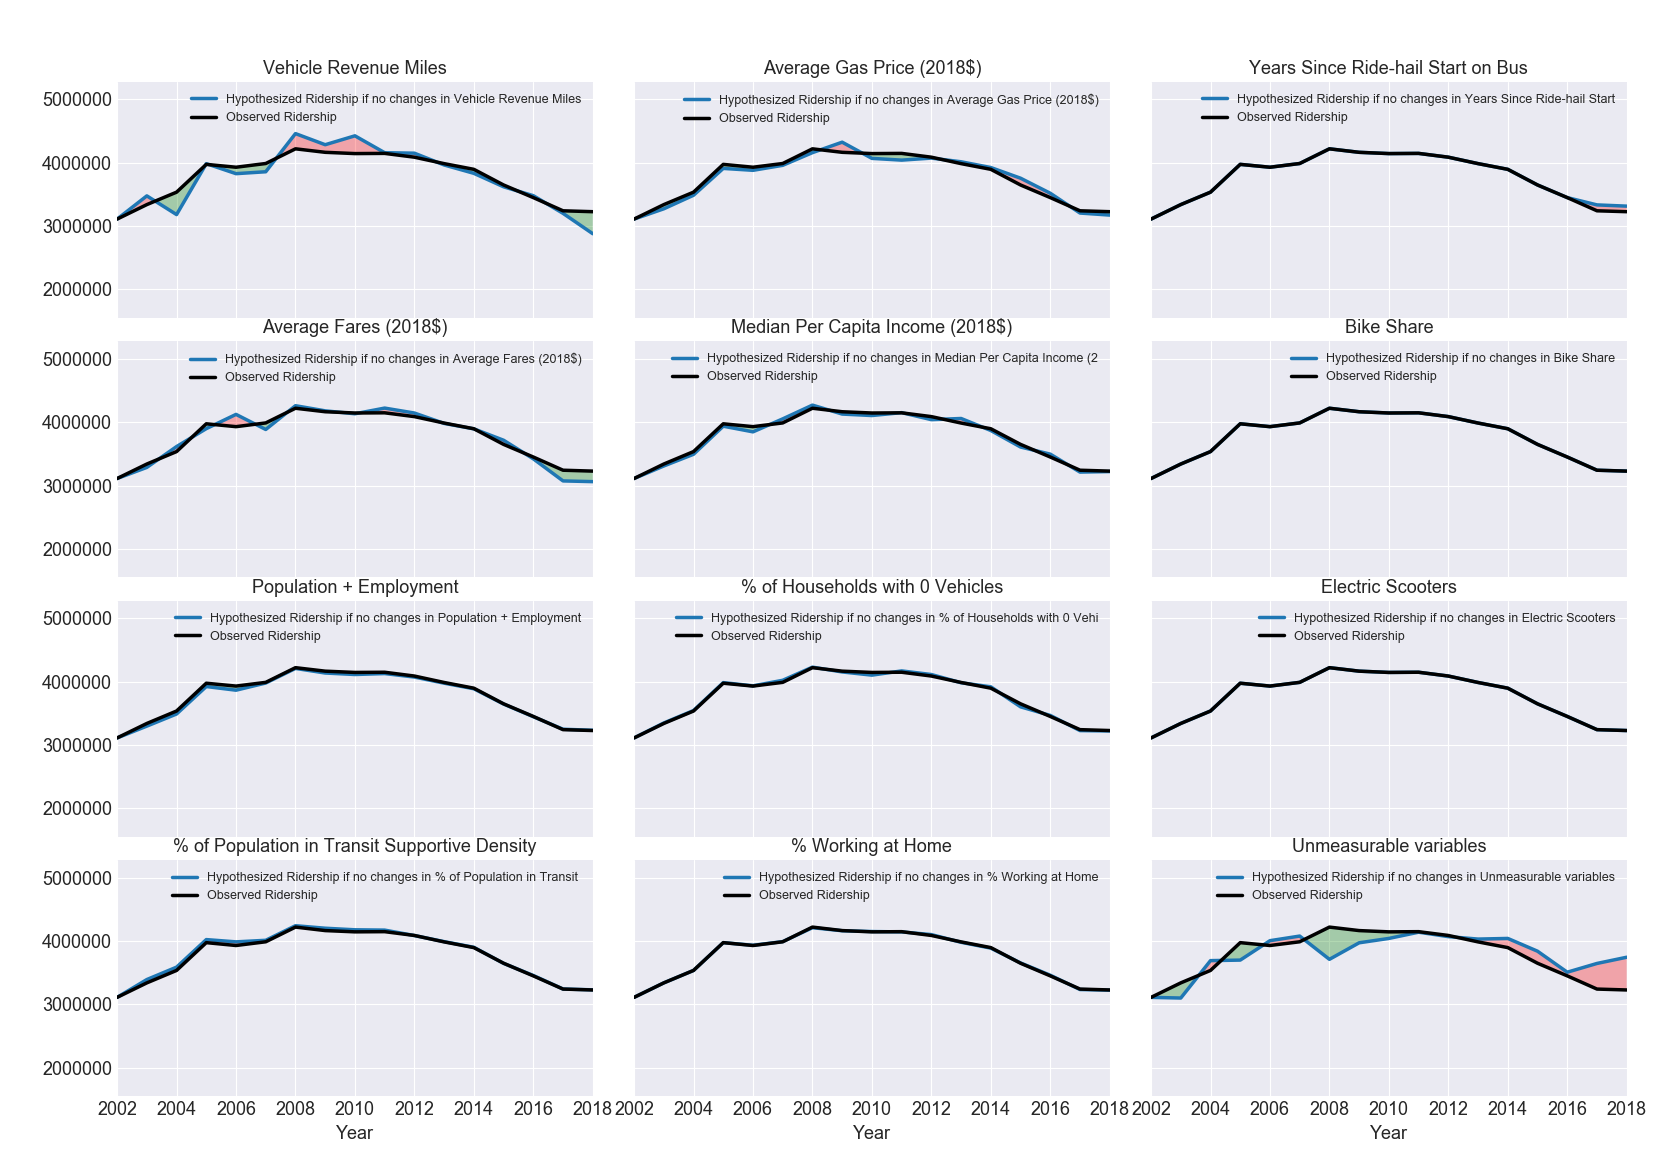 Vehicle Revenue Miles
Average Gas Price (2018$)
Years Since Ride-hail Start on Bus
5000000
4000000
3000000
2000000
Hypothesized Ridership if no changes in Vehicle Revenue Miles
Observed Ridership
Hypothesized Ridership if no changes in Average Gas Price (2018$)
Observed Ridership
Hypothesized Ridership if no changes in Years Since Ride-hail Start
Observed Ridership
Average Fares (2018$)
Median Per Capita Income (2018$)
Bike Share
5000000
4000000
3000000
2000000
Hypothesized Ridership if no changes in Average Fares (2018$)
Observed Ridership
Hypothesized Ridership if no changes in Median Per Capita Income (2
Observed Ridership
Hypothesized Ridership if no changes in Bike Share
Observed Ridership
Population + Employment
% of Households with 0 Vehicles
Electric Scooters
5000000
4000000
3000000
2000000
Hypothesized Ridership if no changes in Population + Employment
Observed Ridership
Hypothesized Ridership if no changes in % of Households with 0 Vehi
Observed Ridership
Hypothesized Ridership if no changes in Electric Scooters
Observed Ridership
% of Population in Transit Supportive Density
% Working at Home
Unmeasurable variables
5000000
4000000
3000000
2000000
Hypothesized Ridership if no changes in % of Population in Transit
Observed Ridership
Hypothesized Ridership if no changes in % Working at Home
Observed Ridership
Hypothesized Ridership if no changes in Unmeasurable variables
Observed Ridership
2002 2004 2006 2008 2010 2012 2014 2016 2018
2002 2004 2006 2008 2010 2012 2014 2016 2018
2002 2004 2006 2008 2010 2012 2014 2016 2018
Year
Year
Year